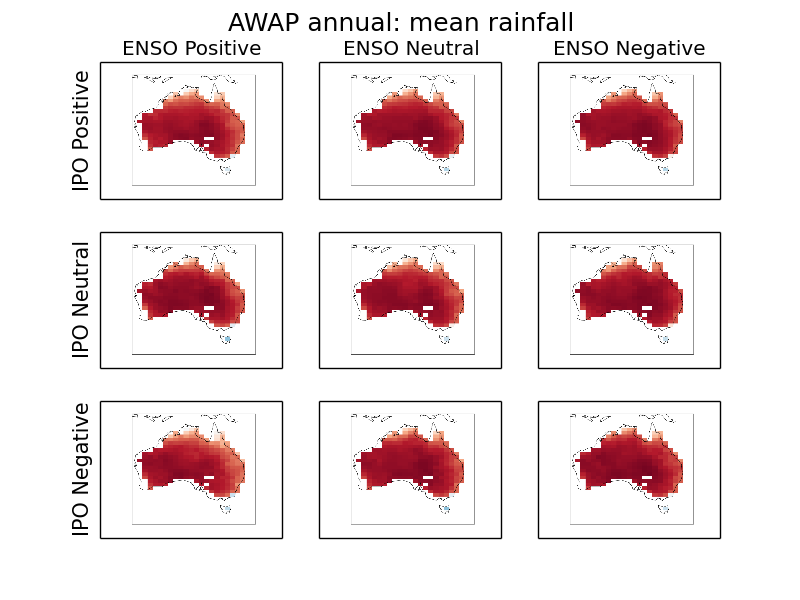 AWAP annual: mean rainfall
ENSO Positive ENSO Neutral ENSO Negative
IPO Positive
IPO Neutral
IPO Negative